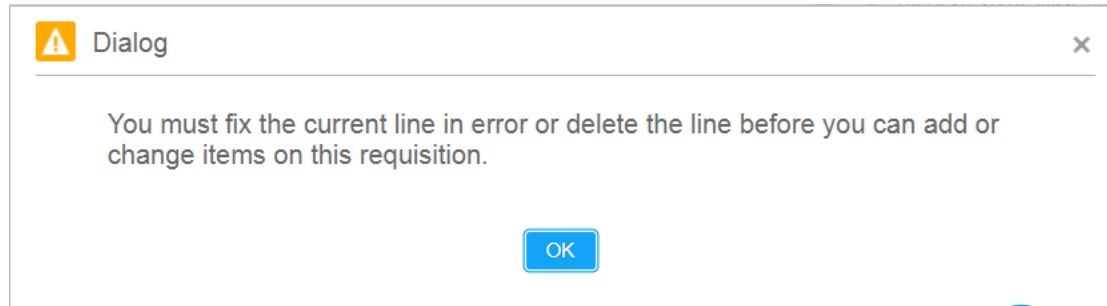 Dialog
You must fix the current line in error or delete the line before you can add or
change items on this requisition.
OK